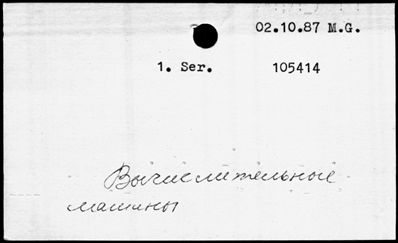 02.10.87 M.G.
1. Ser. 105414
Вычислительные
машины